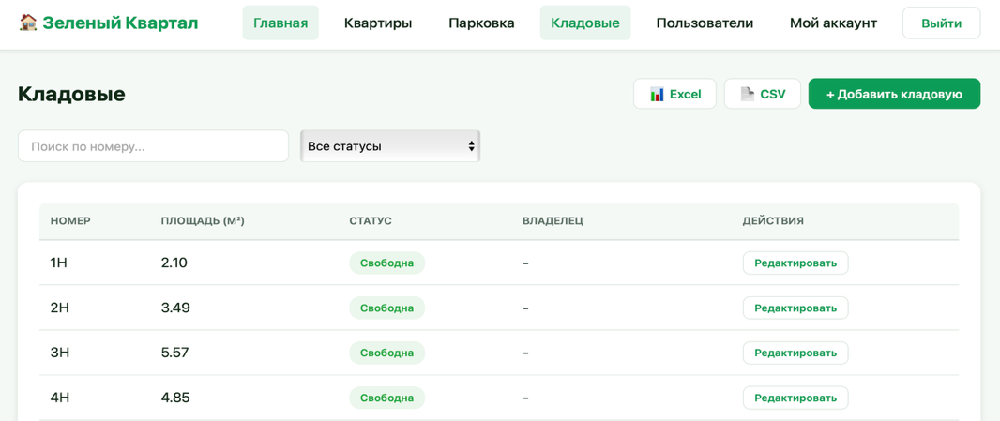 Зеленый Квартал Главная Квартиры Парковка Кладовые Пользователи Мой аккаунт Выйти
Кладовые Excel CSV + Добавить кладовую
Поиск по номеру... Все статусы
НОМЕР ПЛОЩАДЬ (М²) СТАТУС ВЛАДЕЛЕЦ ДЕЙСТВИЯ
1Н 2.10 Свободна – Редактировать
2Н 3.49 Свободна – Редактировать
3Н 5.57 Свободна – Редактировать
4Н 4.85 Свободна – Редактировать